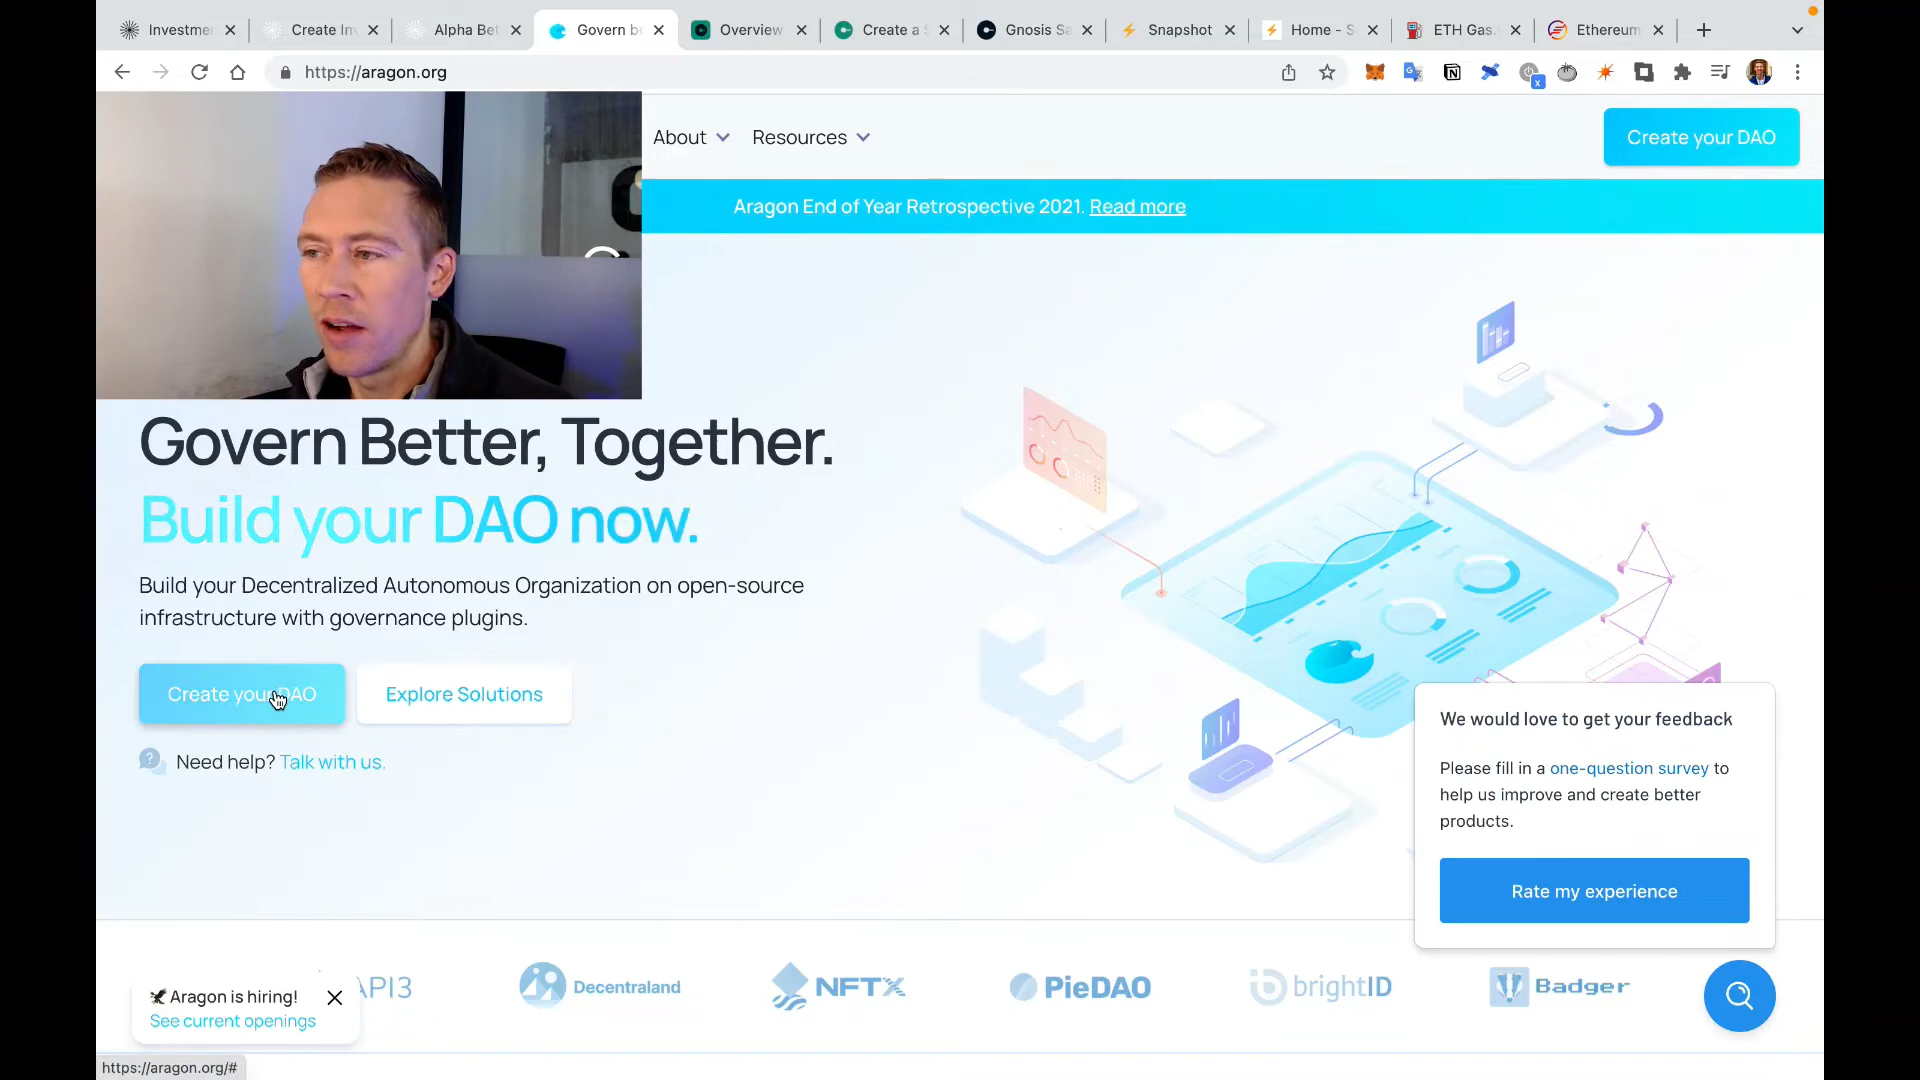 Investme
Create Inv
Alpha Bet
Govern be
Overview
Create a S
Gnosis Sa
Snapshot
Home - S
ETH Gas.
Ethereum
https://aragon.org
About
Resources
Create your DAO
Aragon End of Year Retrospective 2021. Read more
Govern Better, Together.
Build your DAO now.
Build your Decentralized Autonomous Organization on open-source
infrastructure with governance plugins.
Create your DAO
Explore Solutions
Need help? Talk with us.
We would love to get your feedback
Please fill in a one-question survey to
help us improve and create better
products.
Rate my experience
API3
Decentraland
NFTX
PieDAO
brightID
Badger
Aragon is hiring!
See current openings
https://aragon.org/#